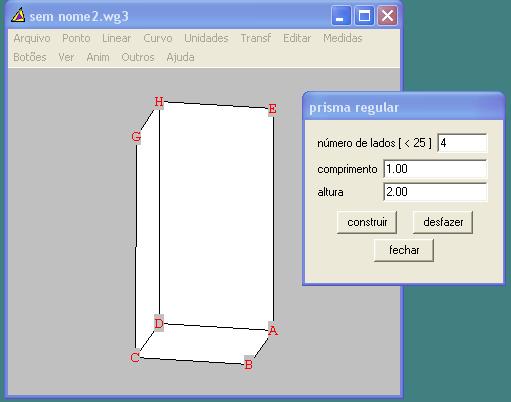 sem nome2.wg3
Arquivo Ponto Linear Curvo Unidades Transf Editar Medidas
Botões Ver Anim Outros Ajuda
H
E
G
D
A
C
B
prisma regular
número de lados [ < 25 ] 4
comprimento 1.00
altura 2.00
construir desfazer
fechar